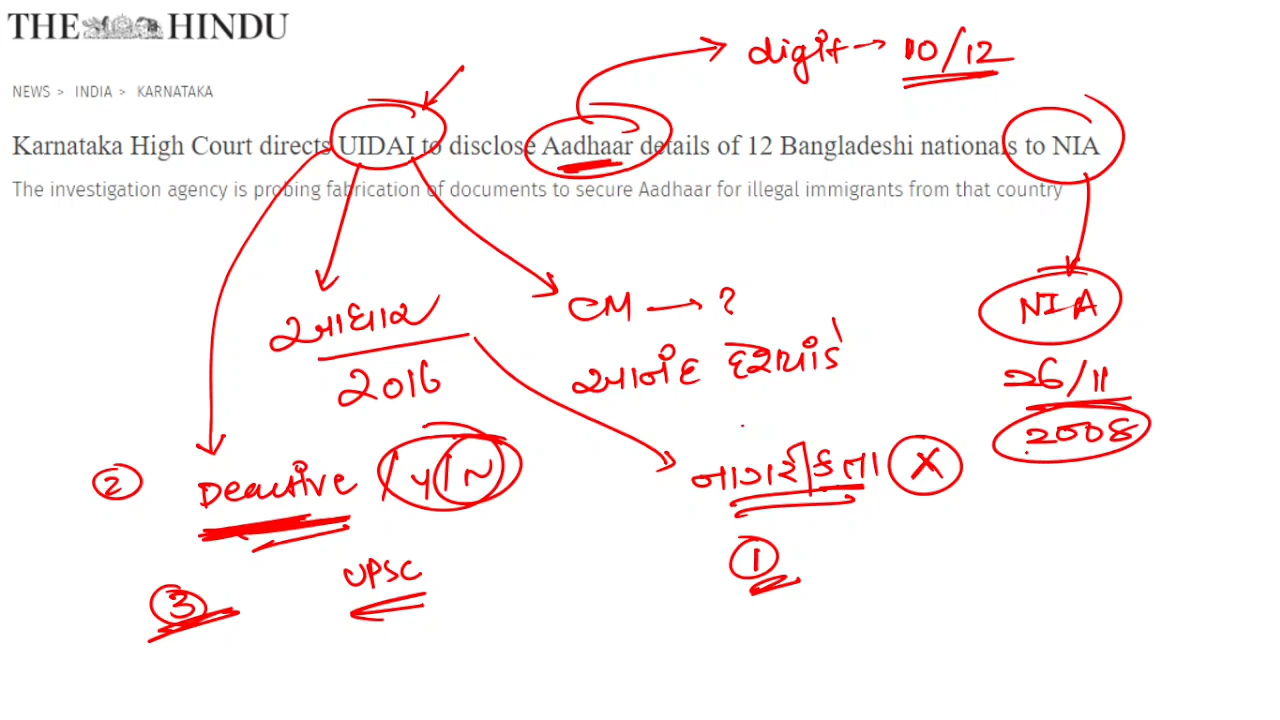 THE HINDU
NEWS > INDIA > KARNATAKA
Karnataka High Court directs UIDAI to disclose Aadhaar details of 12 Bangladeshi nationals to NIA
The investigation agency is probing fabrication of documents to secure Aadhaar for illegal immigrants from that country
digit → 10/12
આધાર
2016
CM → ?
આનંદ
NIA
26/11
2008
નાગરીકતા X
1
2 Deactive Y/N
UPSC
3